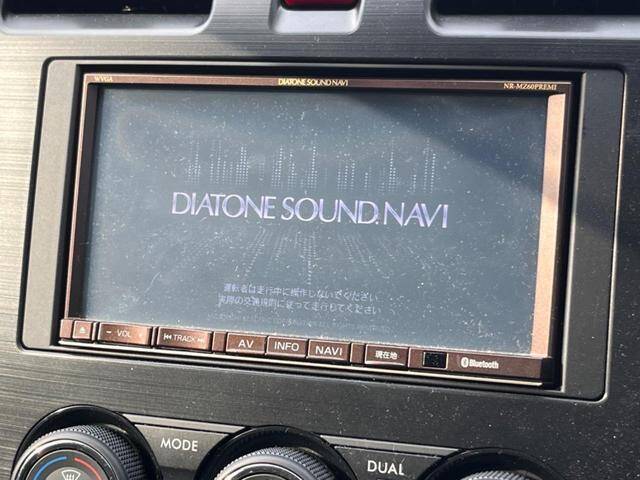 WVGA DIATONE SOUND NAVI NR-MZ60PREMI
DIATONE SOUND.NAVI
運転者は走行中に操作しないでください
実際の交通規制に従って走行してください
- VOL +
TRACK
AV
INFO
NAVI
現在地
Bluetooth
MODE
DUAL